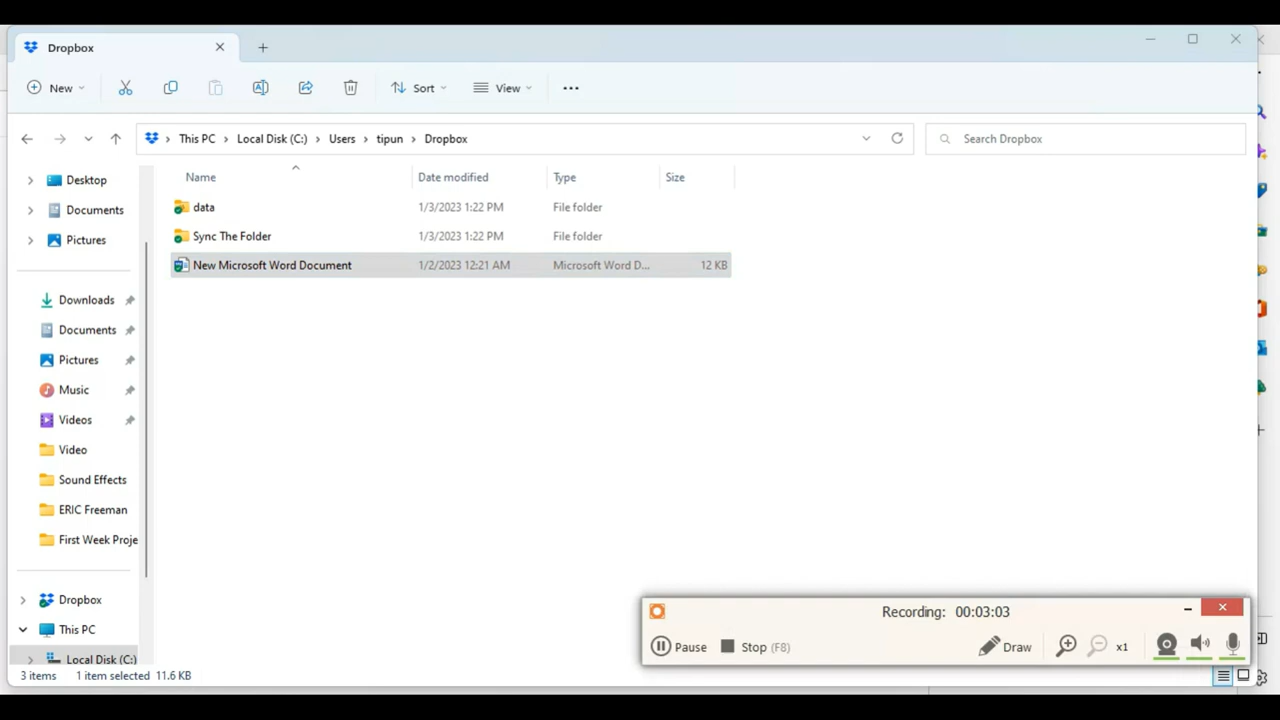 Dropbox
New
Sort
View
This PC
Local Disk (C:)
Users
tipun
Dropbox
Search Dropbox
Name
Date modified
Type
Size
data
1/3/2023 1:22 PM
File folder
Sync The Folder
1/3/2023 1:22 PM
File folder
New Microsoft Word Document
1/2/2023 12:21 AM
Microsoft Word D...
12 KB
Desktop
Documents
Pictures
Downloads
Documents
Pictures
Music
Videos
Video
Sound Effects
ERIC Freeman
First Week Proje
Dropbox
This PC
Local Disk (C:)
3 items
1 item selected 11.6 KB
Recording: 00:03:03
Pause
Stop (F8)
Draw
x1